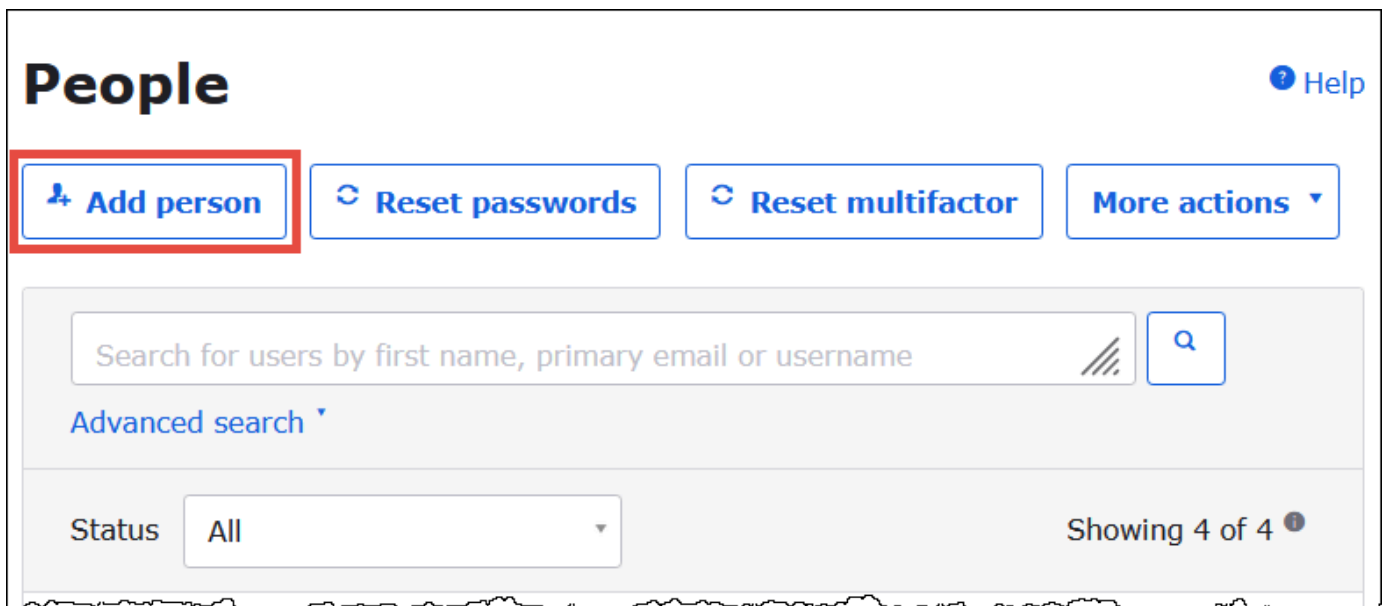 People
Help
Add person
Reset passwords
Reset multifactor
More actions
Search for users by first name, primary email or username
Advanced search
Status
All
Showing 4 of 4